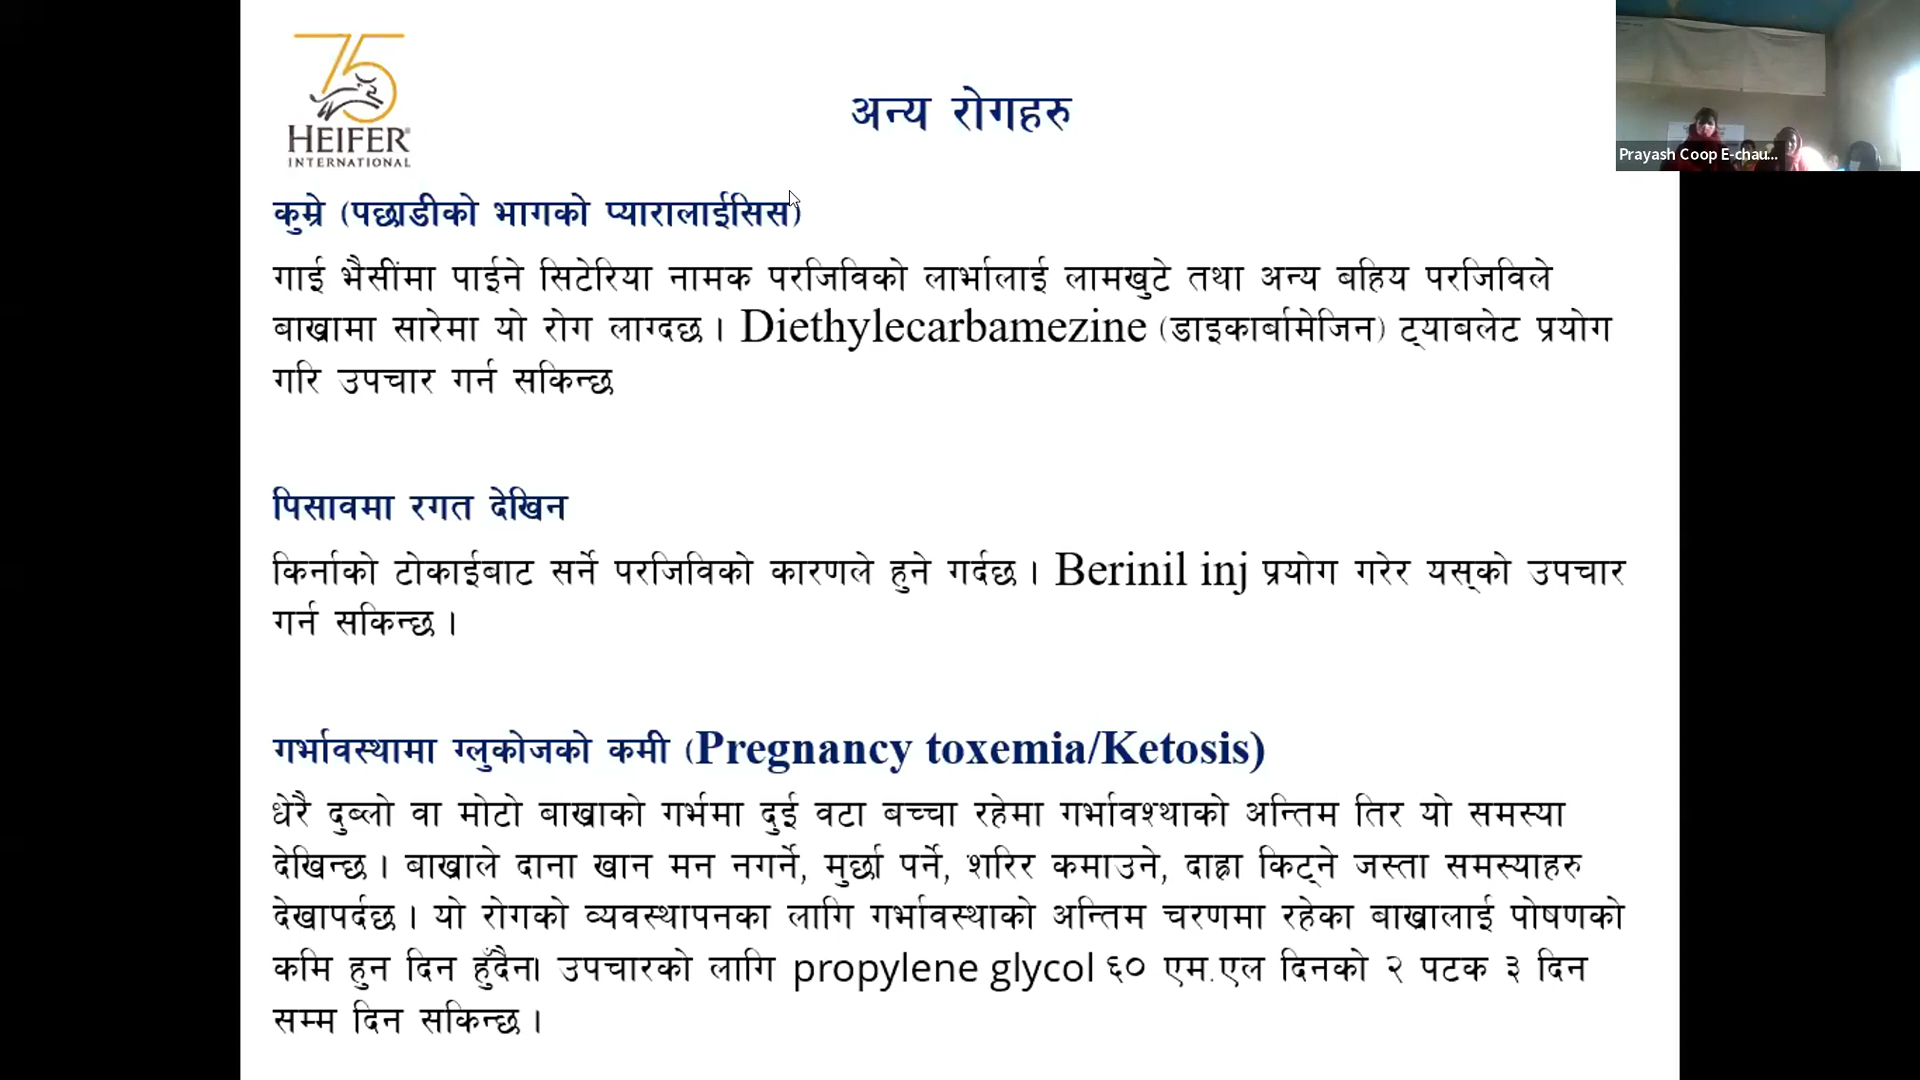 75
HEIFER®
INTERNATIONAL
अन्य रोगहरु
Prayash Coop E-chau...
कुम्रे (पछाडीको भागको प्यारालाईसिस)
गाई भैसींमा पाईने सिटेरिया नामक परजिविको लार्भालाई लामखुटे तथा अन्य बहिय परजिविले
बाख्रामा सारेमा यो रोग लाग्दछ । Diethylecarbamezine (डाइकार्बामेजिन) ट्याबलेट प्रयोग
गरि उपचार गर्न सकिन्छ
पिसावमा रगत देखिन
किर्नाको टोकाईबाट सर्ने परजिविको कारणले हुने गर्दछ । Berinil inj प्रयोग गरेर यस्को उपचार
गर्न सकिन्छ ।
गर्भावस्थामा ग्लुकोजको कमी (Pregnancy toxemia/Ketosis)
धेरै दुब्लो वा मोटो बाख्राको गर्भमा दुई वटा बच्चा रहेमा गर्भावश्थाको अन्तिम तिर यो समस्या
देखिन्छ । बाख्राले दाना खान मन नगर्ने, मुर्छा पर्ने, शरिर कमाउने, दाह्रा किट्ने जस्ता समस्याहरु
देखापर्दछ । यो रोगको व्यवस्थापनका लागि गर्भावस्थाको अन्तिम चरणमा रहेका बाख्रालाई पोषणको
कमि हुन दिन हुँदैन। उपचारको लागि propylene glycol ६० एम.एल दिनको २ पटक ३ दिन
सम्म दिन सकिन्छ ।